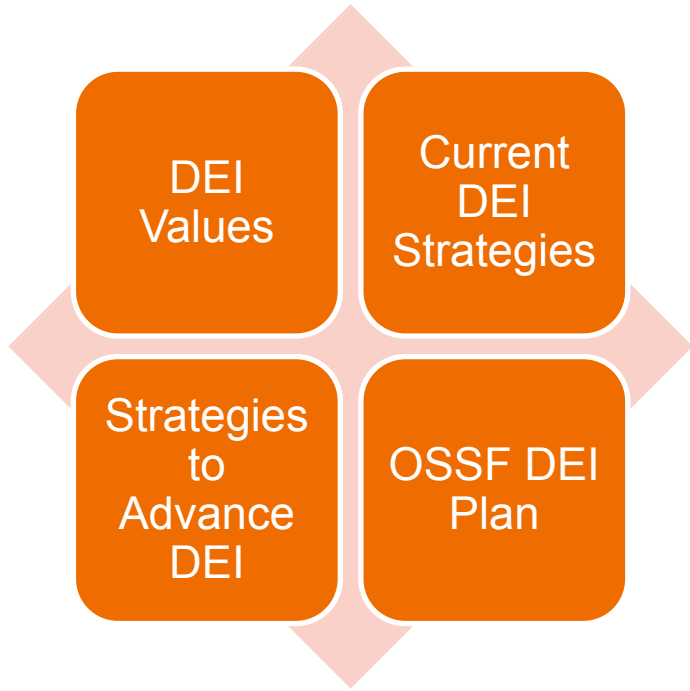 DEI
Values
Current
DEI
Strategies
Strategies
to
Advance
DEI
OSSF DEI
Plan